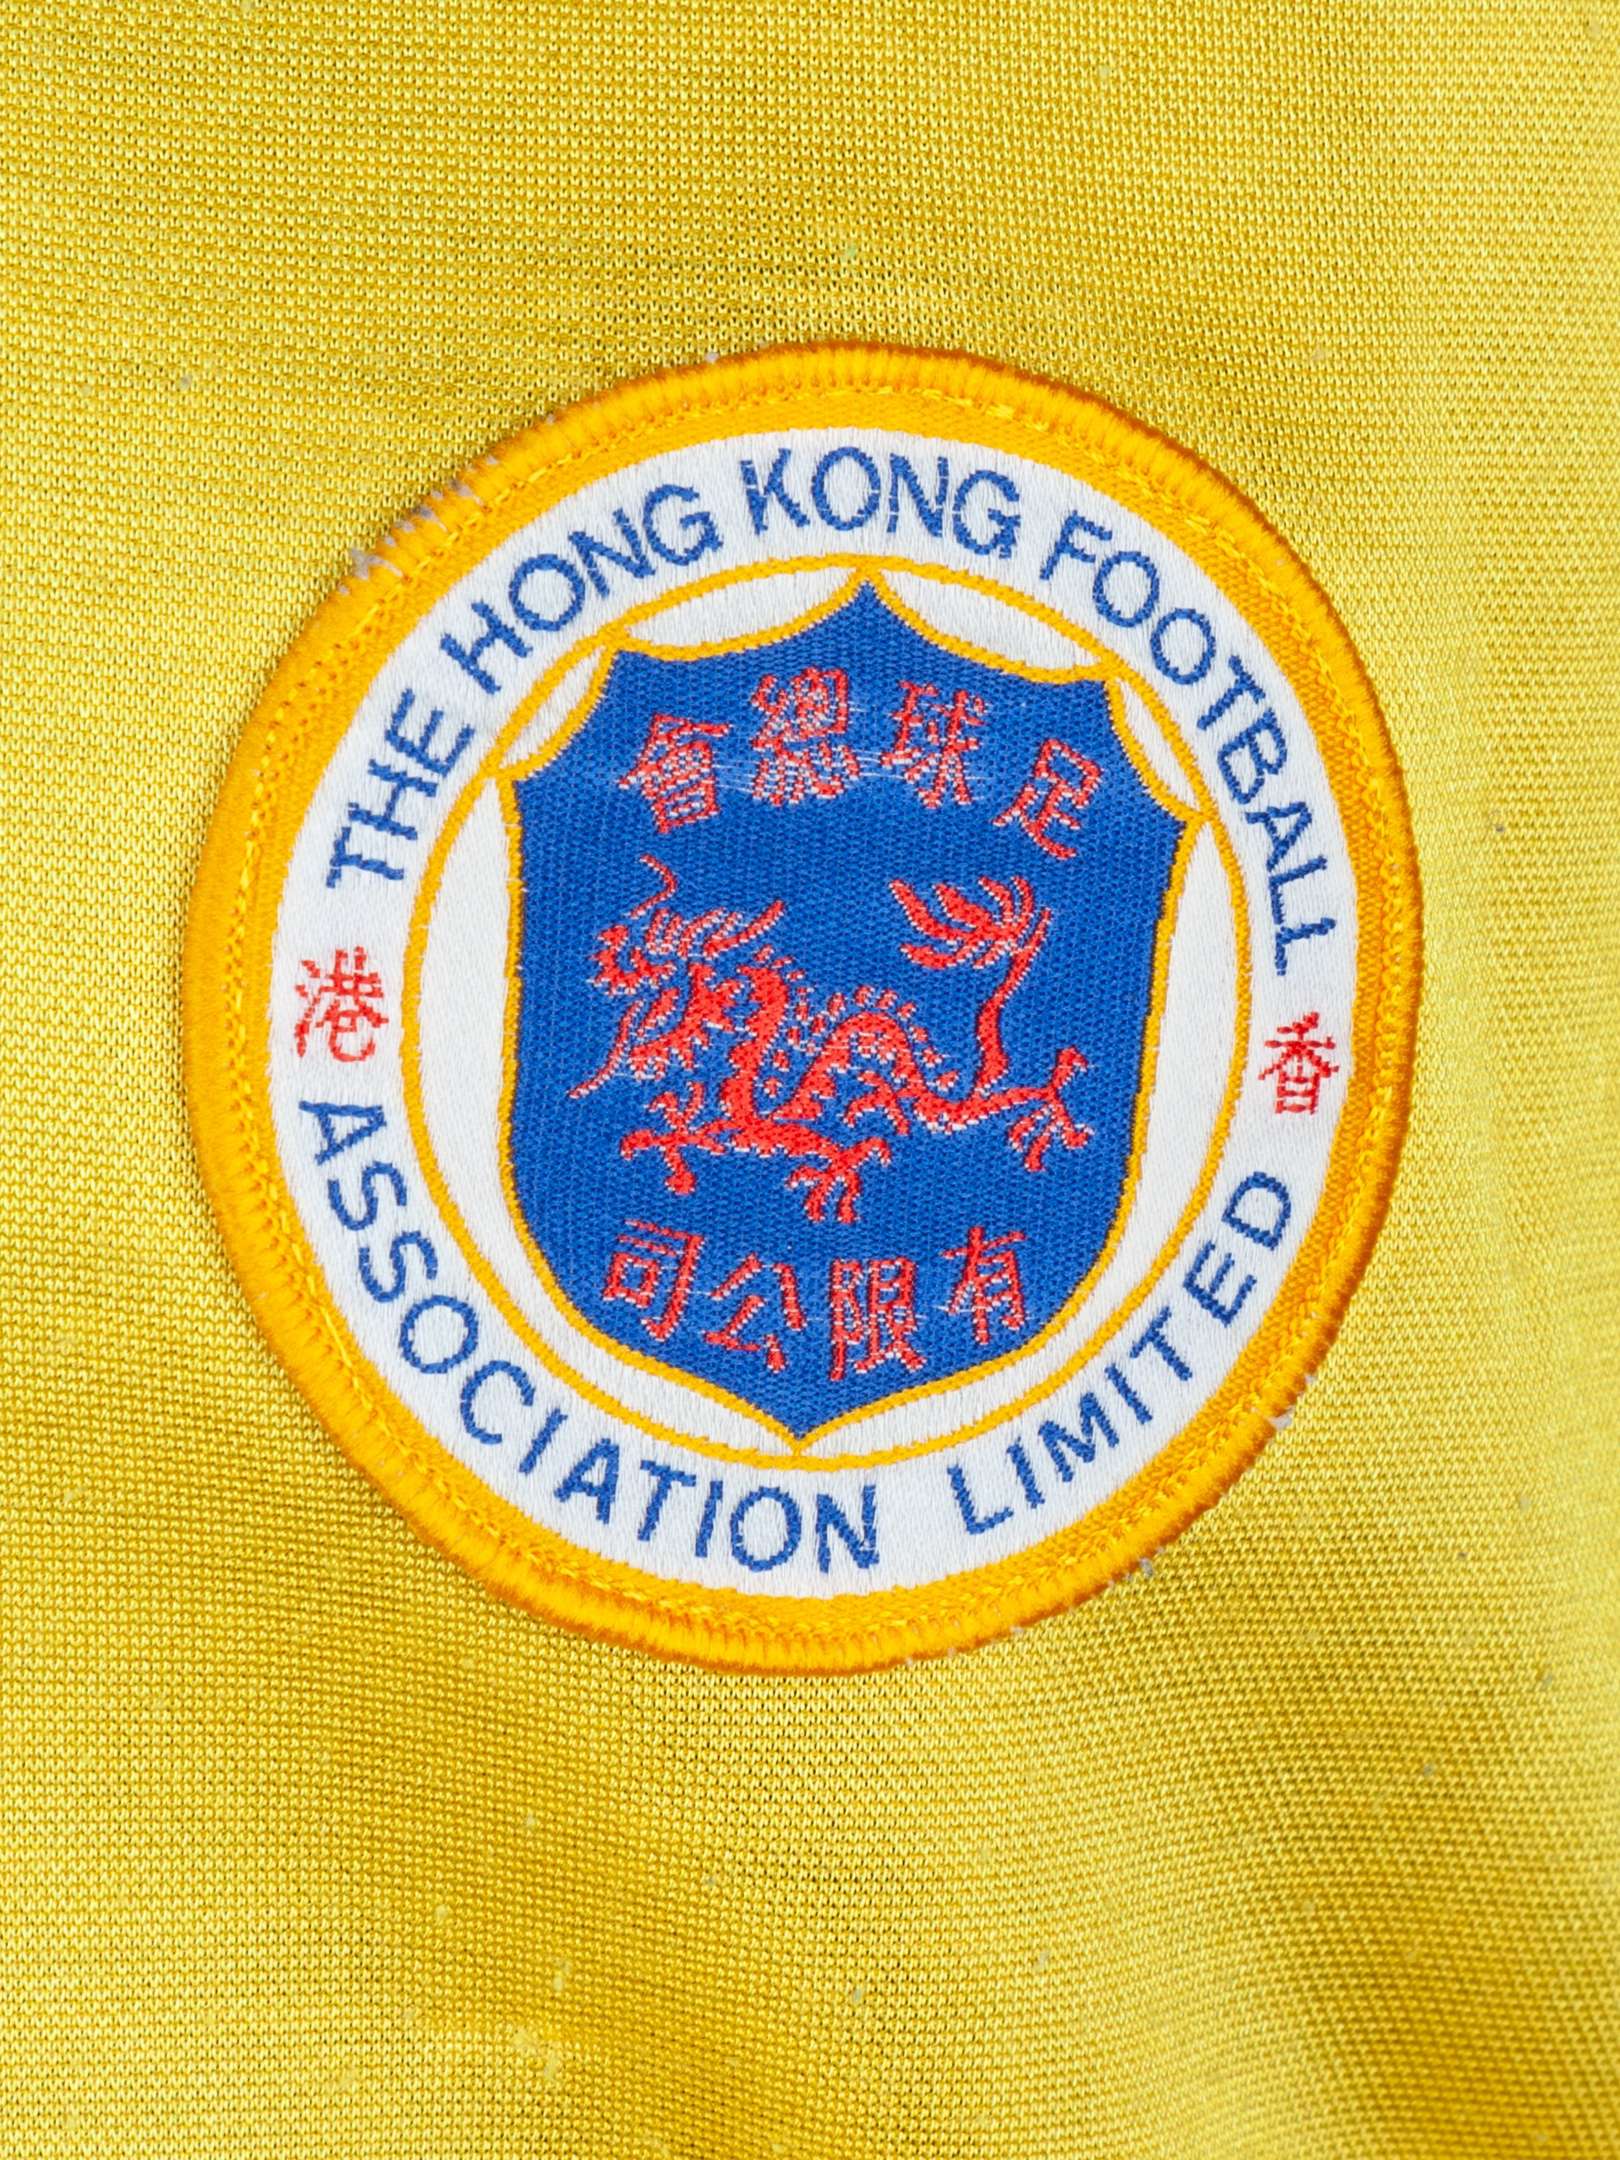 THE HONG KONG FOOTBALL
香港
足球總會
有限公司
ASSOCIATION LIMITED